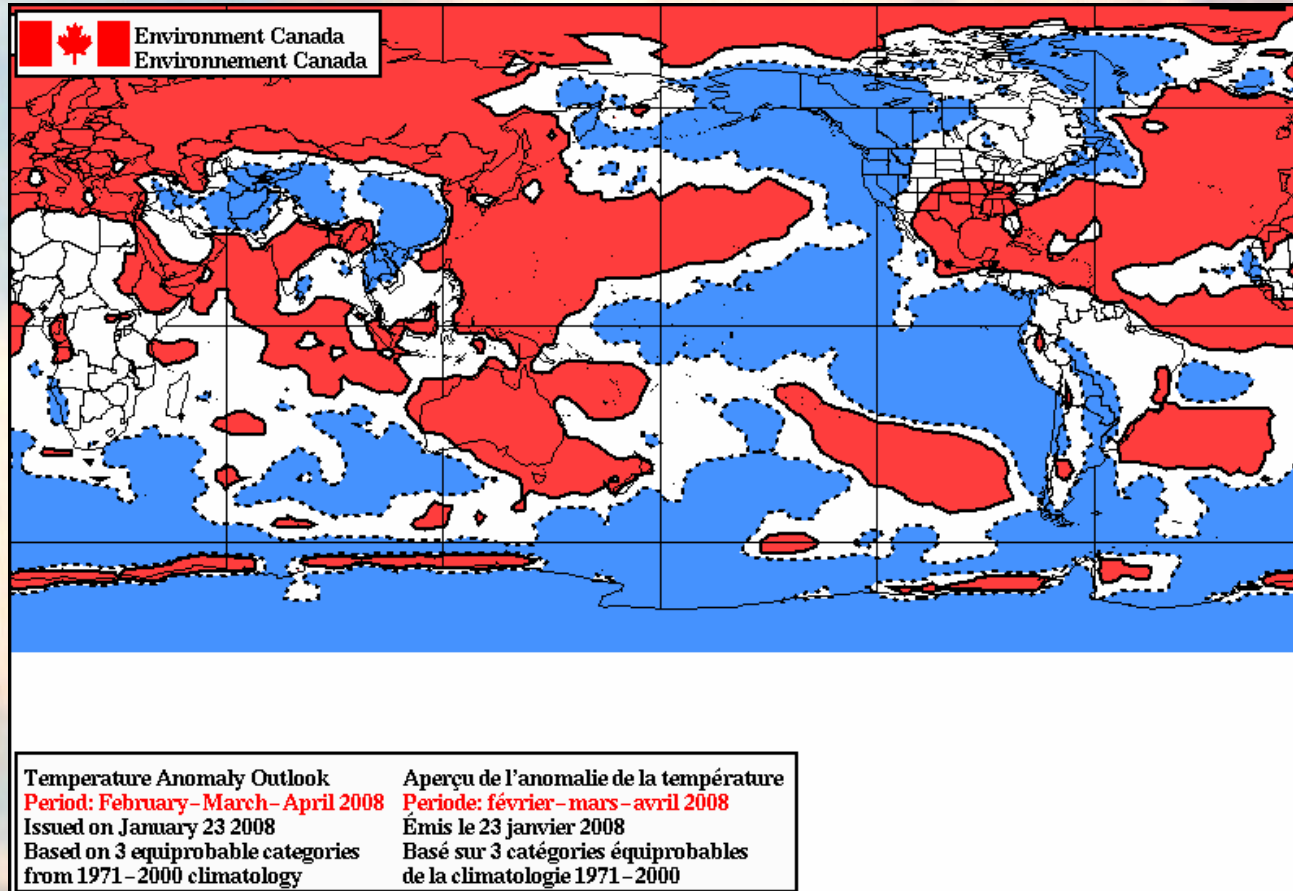 Environment Canada
Environnement Canada
Temperature Anomaly Outlook
Period: February-March-April 2008
Issued on January 23 2008
Based on 3 equiprobable categories
from 1971-2000 climatology
Aperçu de l'anomalie de la température
Periode: février-mars-avril 2008
Émis le 23 janvier 2008
Basé sur 3 catégories équiprobables
de la climatologie 1971-2000